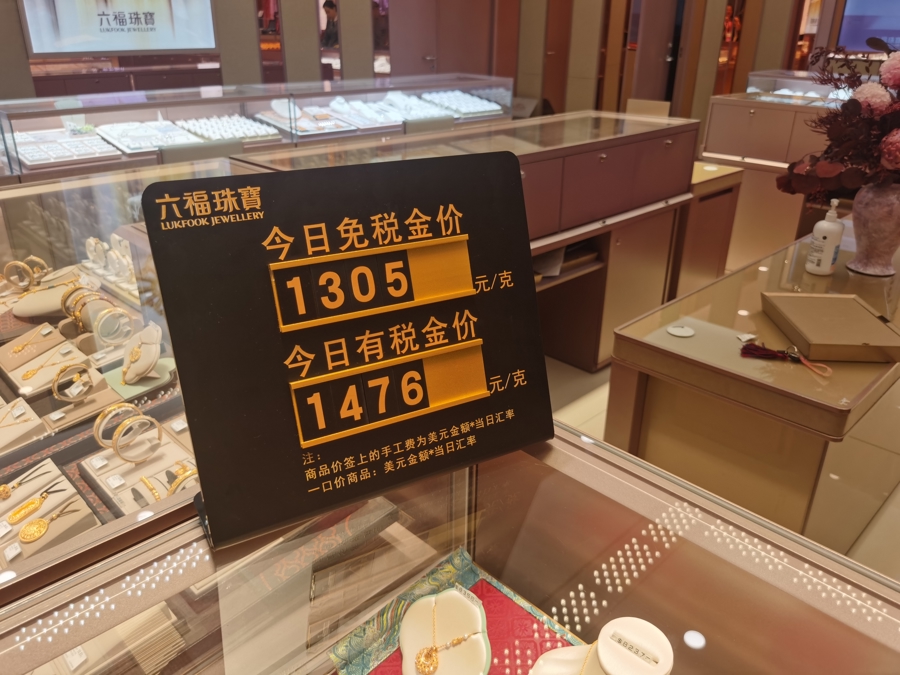 六福珠寶
LUKFOOK JEWELLERY
六福珠寶
LUKFOOK JEWELLERY
今日免税金价
1305 元/克
今日有税金价
1476 元/克
注：
商品价签上的手工费为美元金额*当日汇率
一口价商品：美元金额*当日汇率